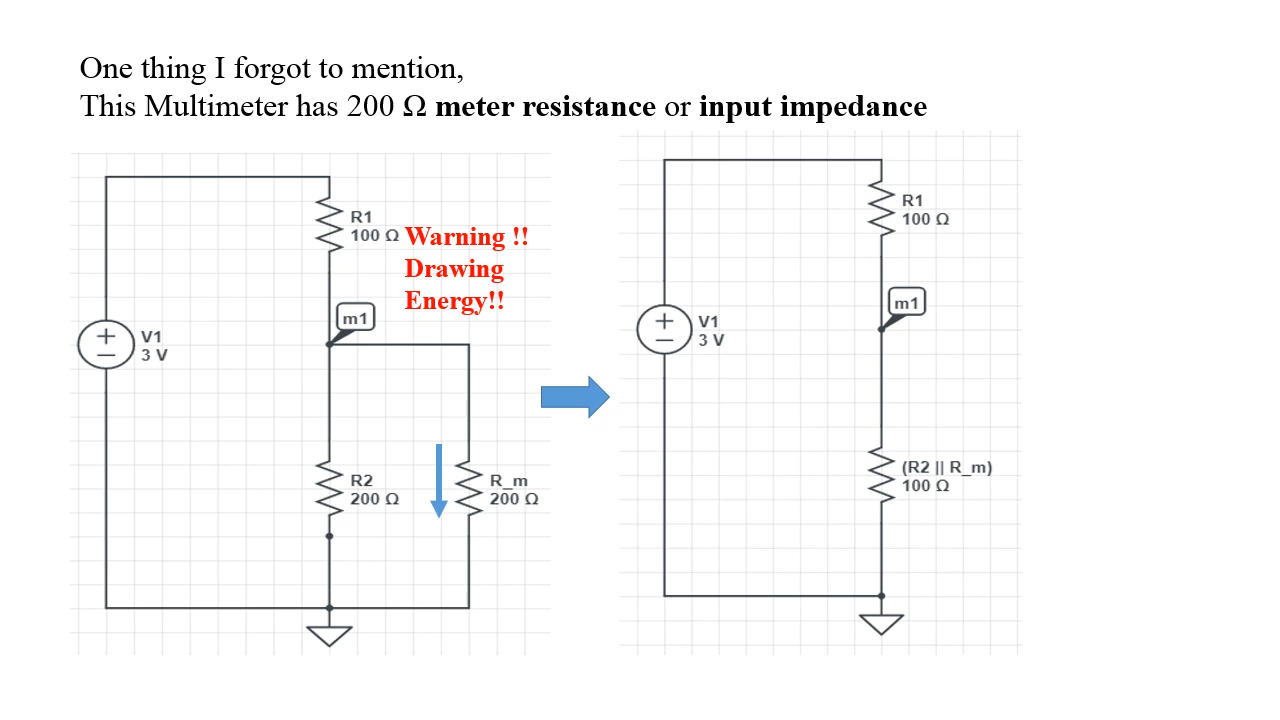 One thing I forgot to mention,
This Multimeter has 200 Ω meter resistance or input impedance
R1
100 Ω
Warning !!
Drawing
Energy!!
m1
V1
3 V
R2
200 Ω
R_m
200 Ω
R1
100 Ω
m1
V1
3 V
(R2 || R_m)
100 Ω